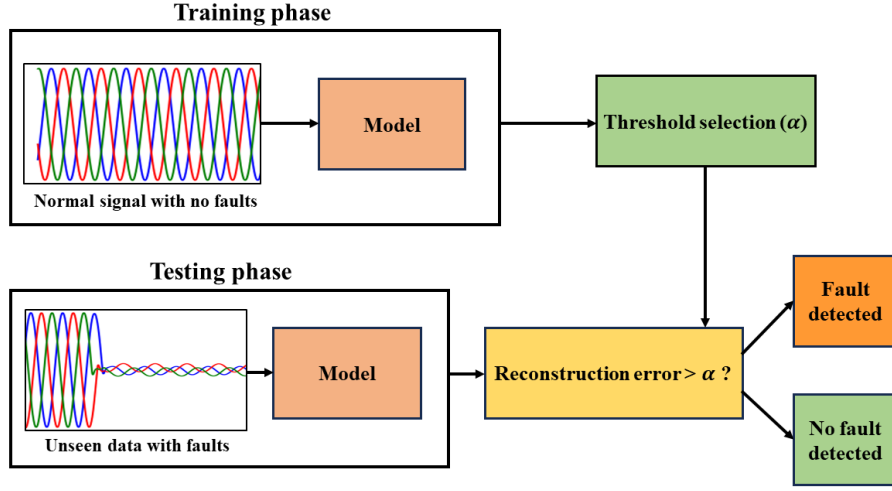 Training phase
Model
Threshold selection (α)
Normal signal with no faults
Testing phase
Model
Reconstruction error > α ?
Fault
detected
Unseen data with faults
No fault
detected